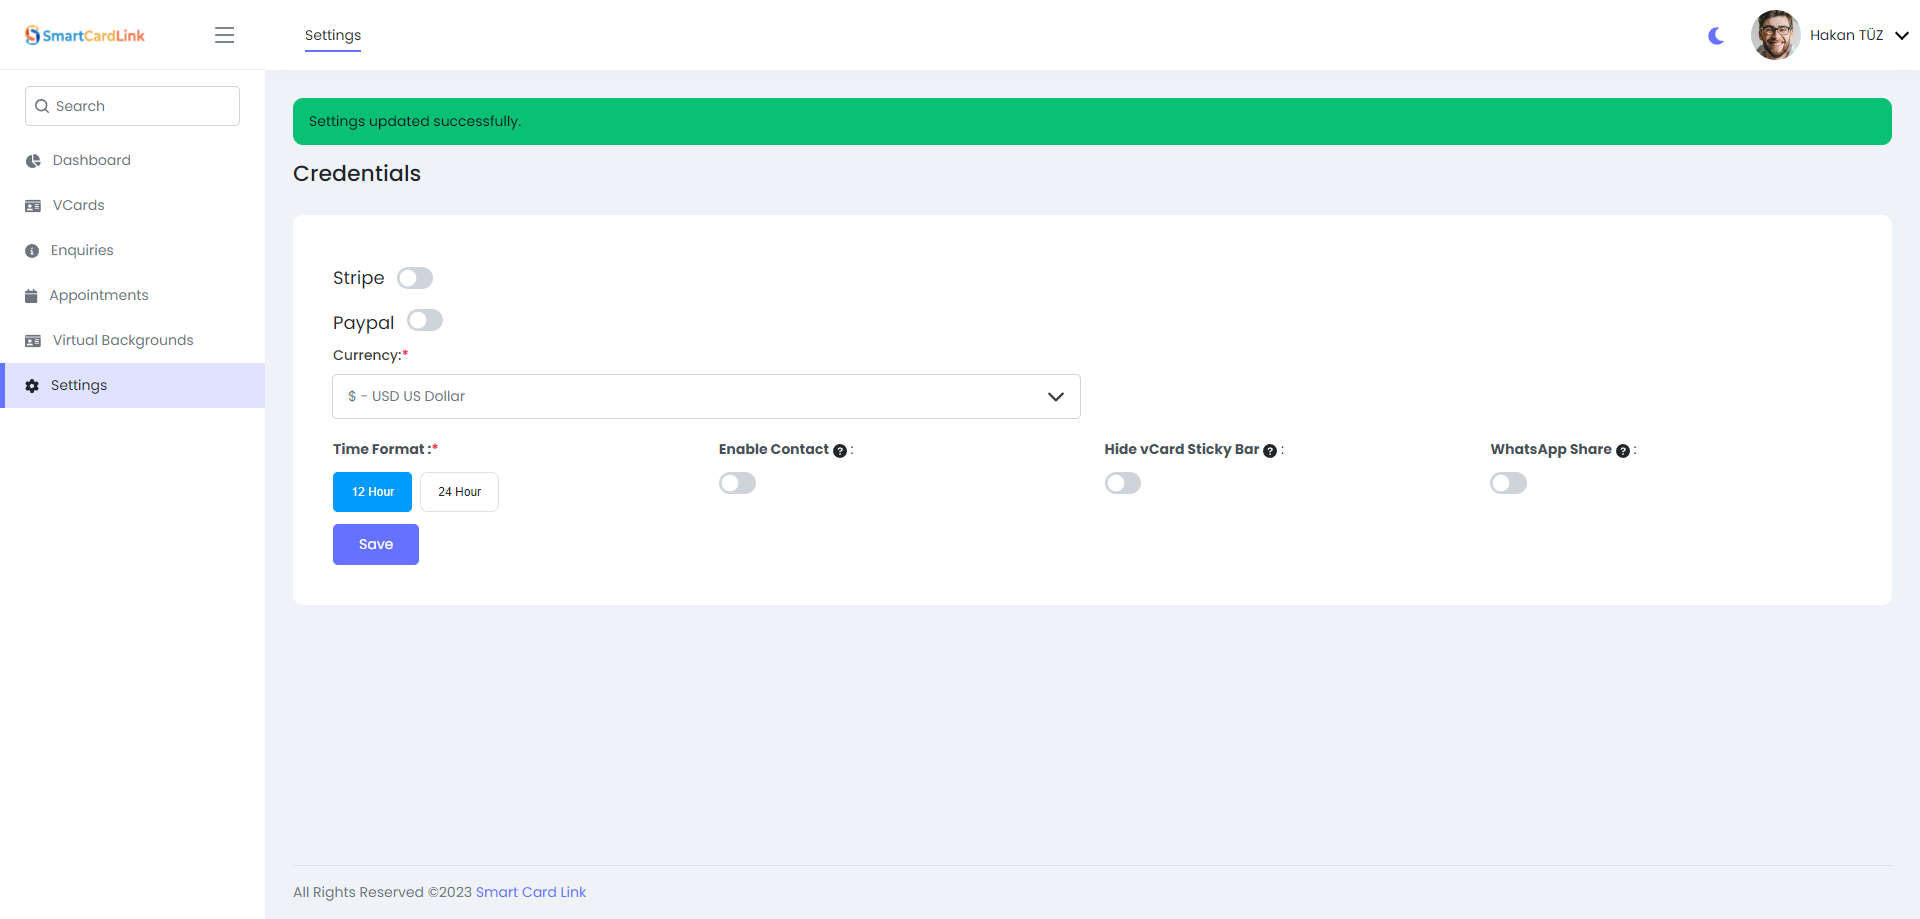 SmartCardLink
Settings
Hakan TÜZ
Search
Dashboard
VCards
Enquiries
Appointments
Virtual Backgrounds
Settings
Settings updated successfully.
Credentials
Stripe
Paypal
Currency:*
$ - USD US Dollar
Time Format :*
12 Hour
24 Hour
Enable Contact ? :
Hide vCard Sticky Bar ? :
WhatsApp Share ? :
Save
All Rights Reserved ©2023 Smart Card Link